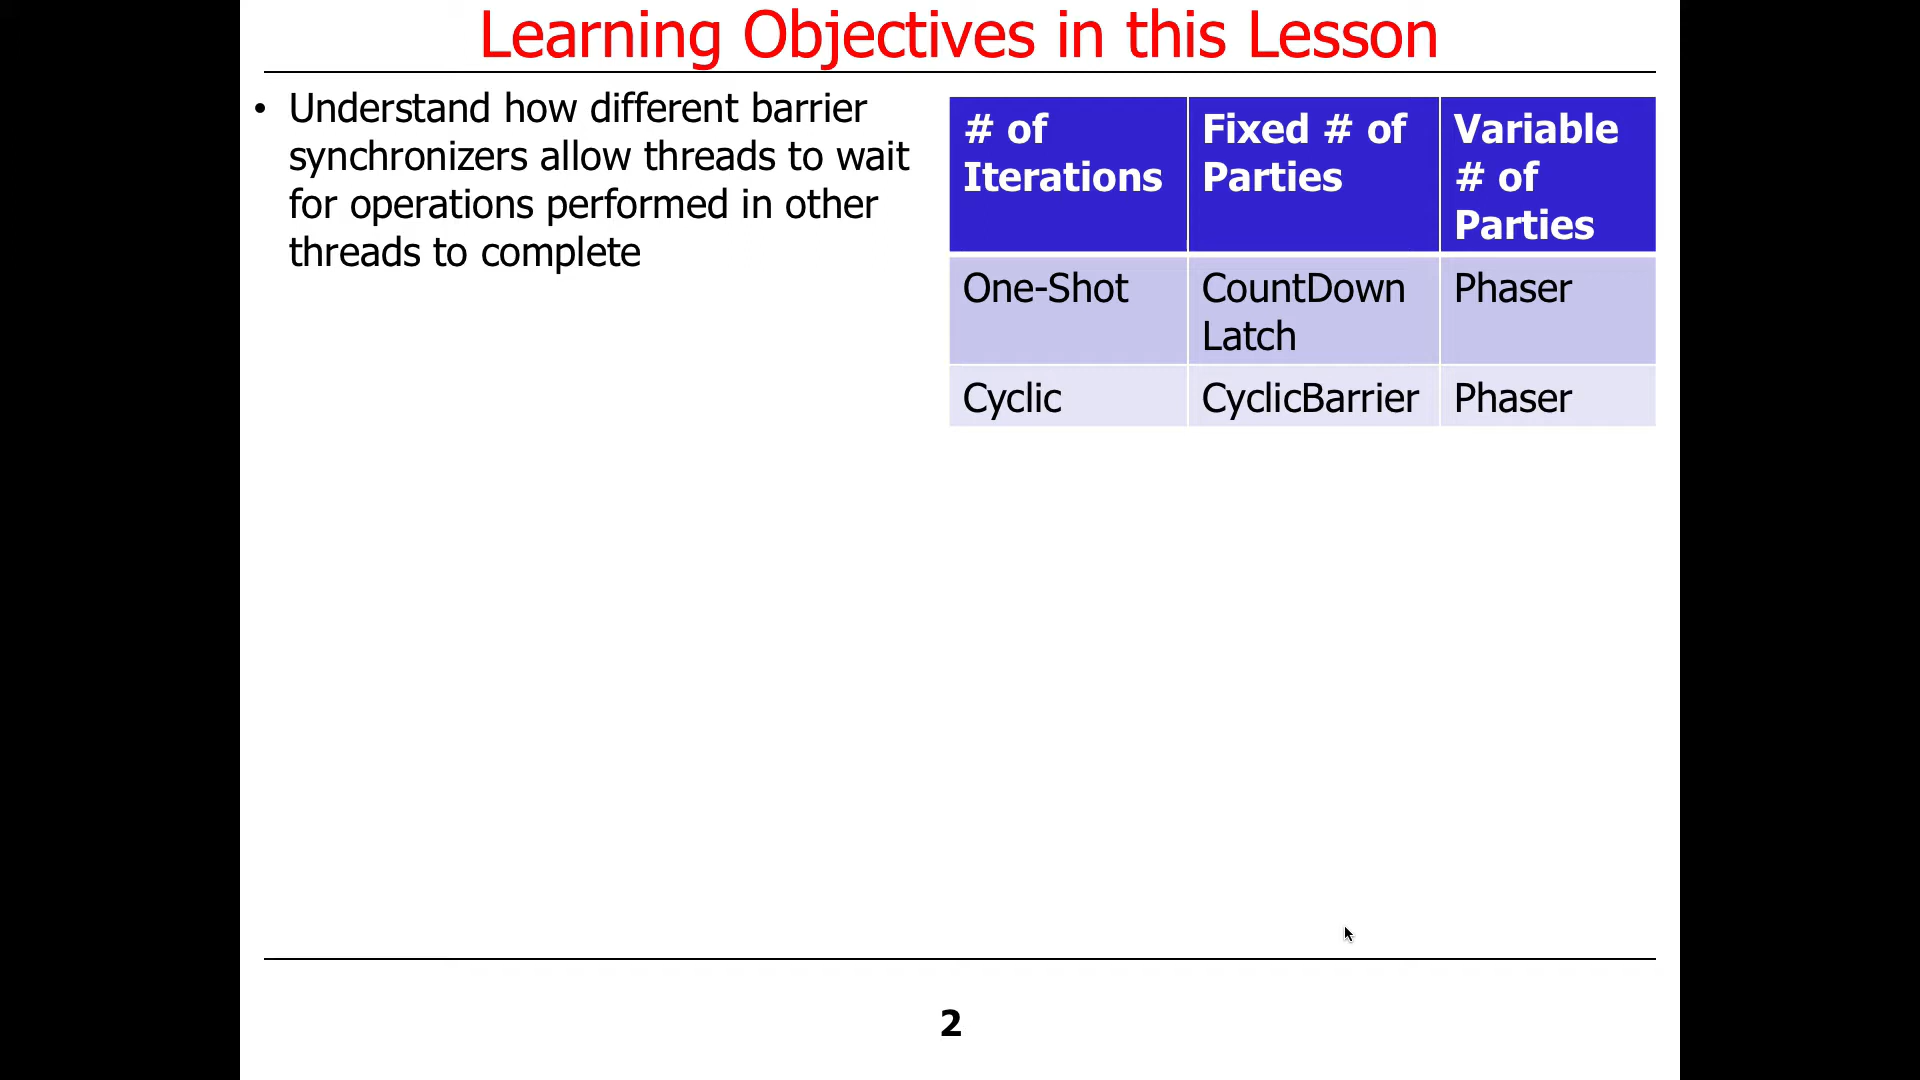 Learning Objectives in this Lesson
• Understand how different barrier
synchronizers allow threads to wait
for operations performed in other
threads to complete
# of
Iterations
Fixed # of
Parties
Variable
# of
Parties
One-Shot
CountDown
Latch
Phaser
Cyclic
CyclicBarrier
Phaser
2